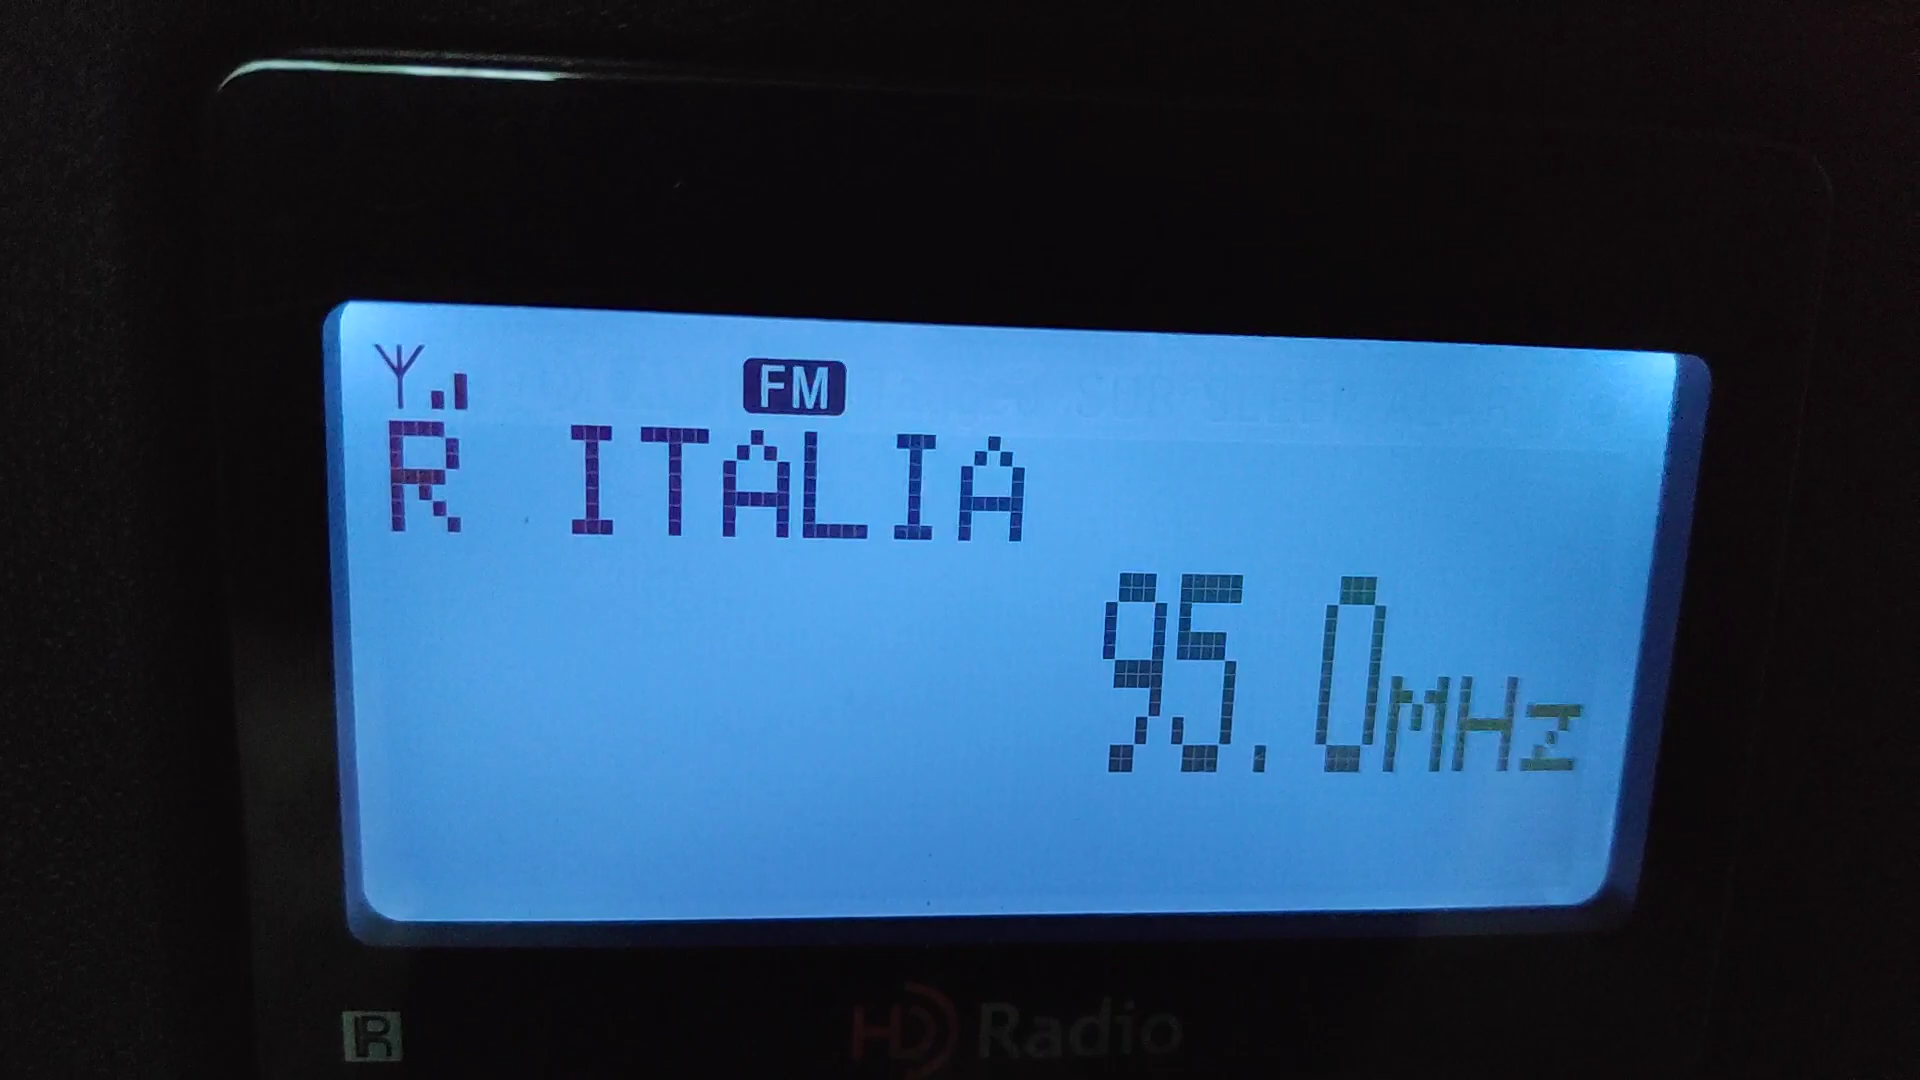 FM
R ITALIA
95.0MHz
R
HD Radio